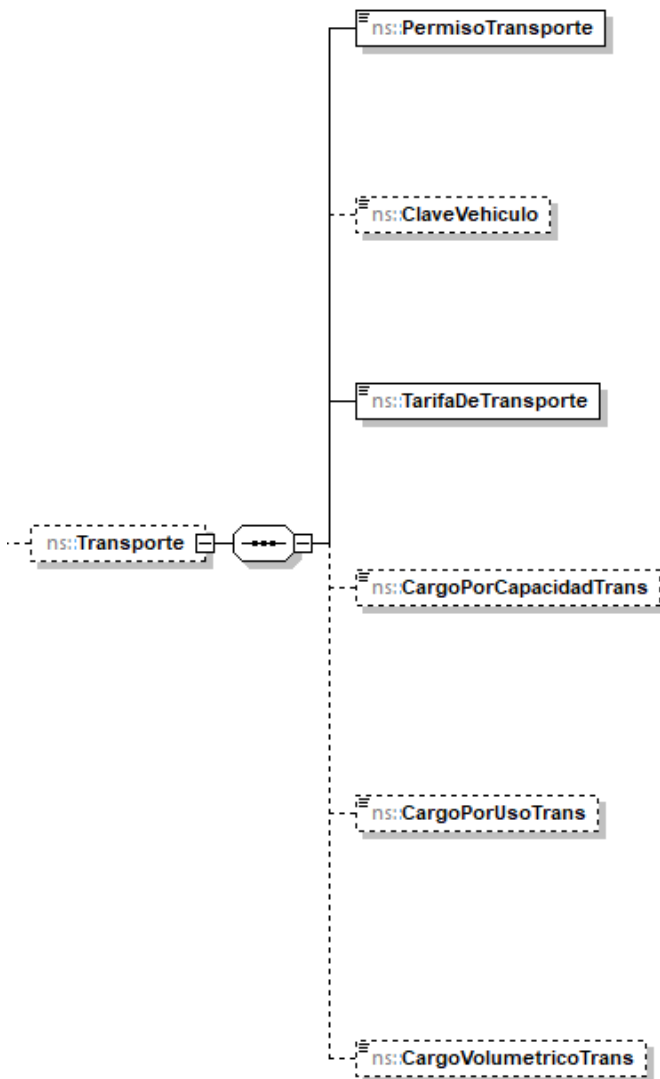 ns::PermisoTransporte
ns::ClaveVehiculo
ns::TarifaDeTransporte
ns::Transporte
ns::CargoPorCapacidadTrans
ns::CargoPorUsoTrans
ns::CargoVolumetricoTrans